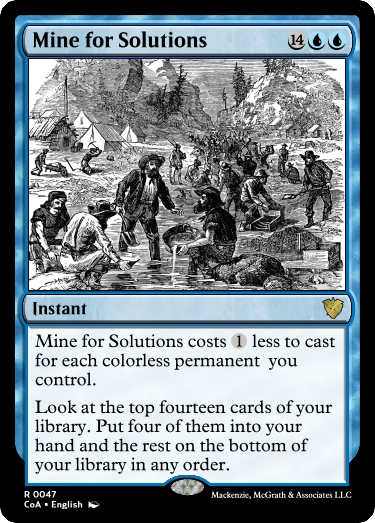 Mine for Solutions 14UU
Instant
Mine for Solutions costs 1 less to cast
for each colorless permanent you
control.
Look at the top fourteen cards of your
library. Put four of them into your
hand and the rest on the bottom of
your library in any order.
R 0047
CoA • English
Mackenzie, McGrath & Associates LLC